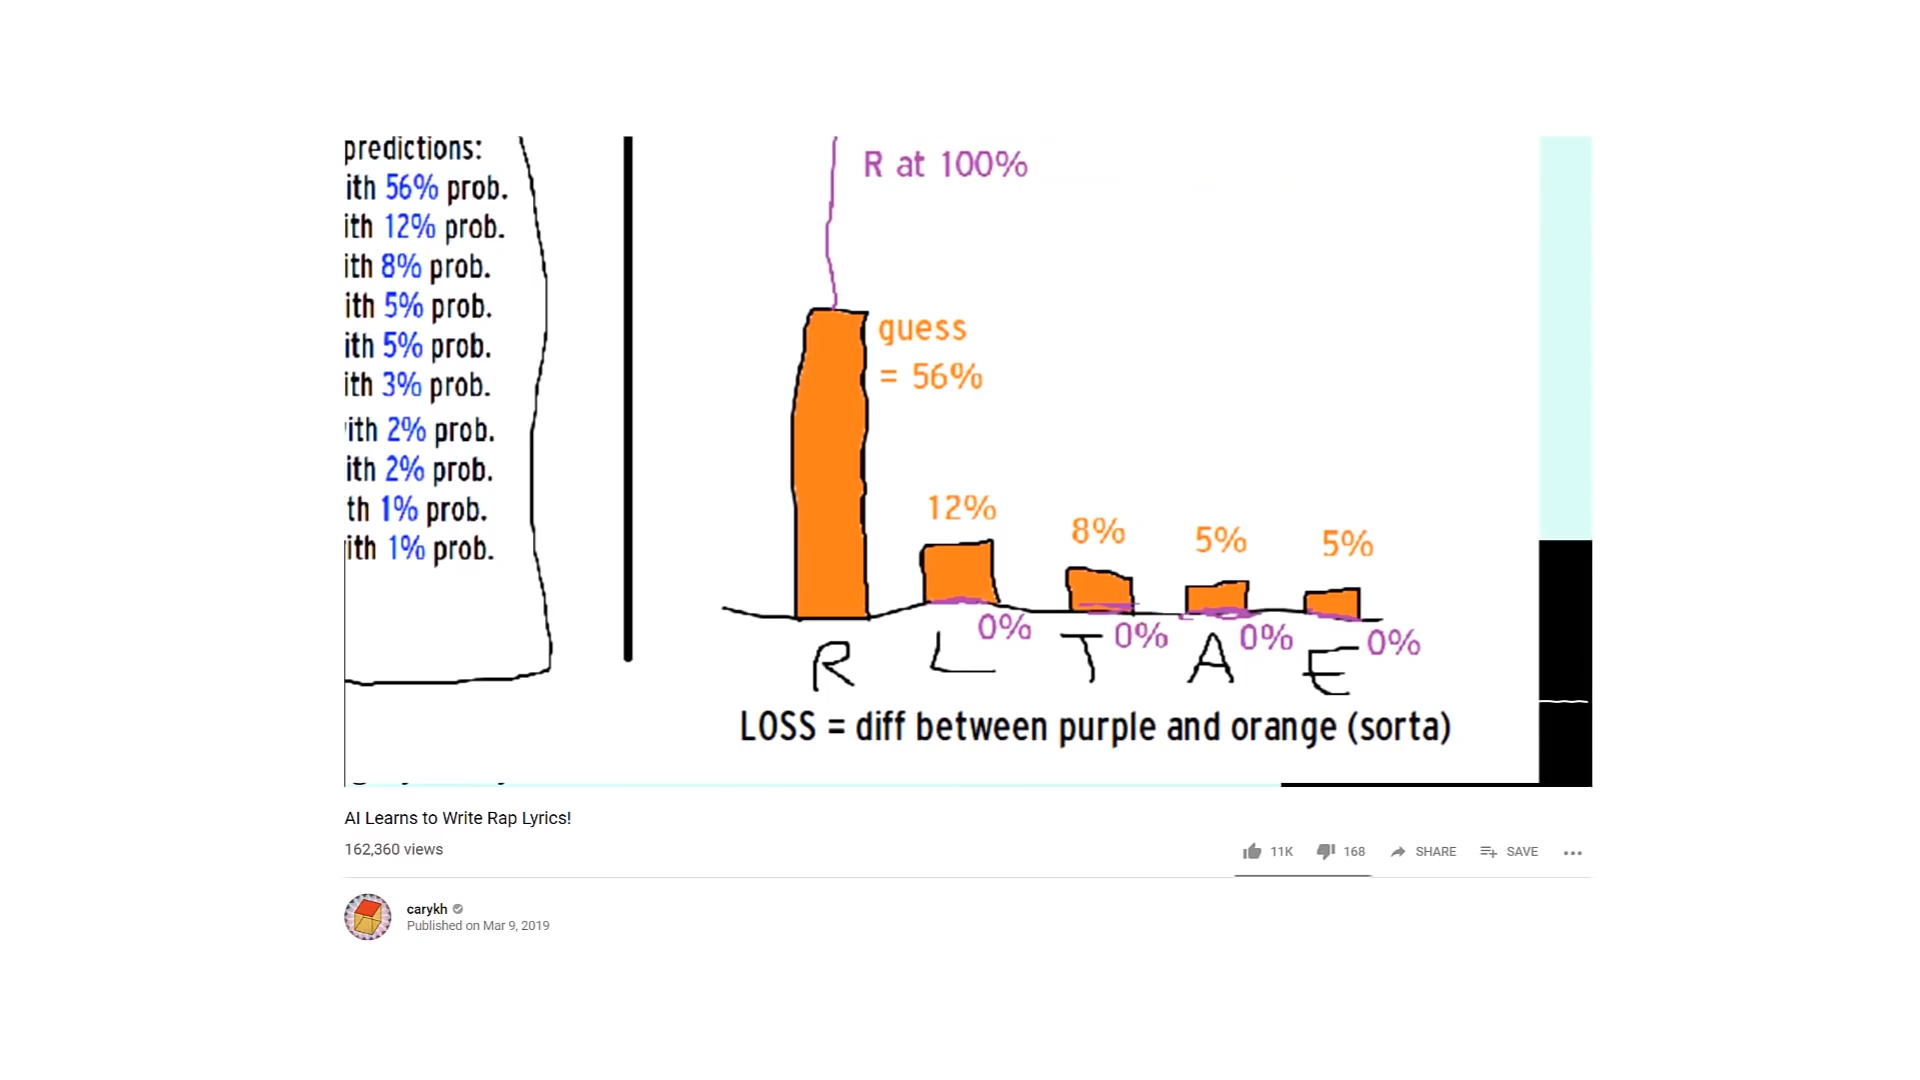 predictions:
ith 56% prob.
ith 12% prob.
ith 8% prob.
ith 5% prob.
ith 5% prob.
ith 3% prob.
ith 2% prob.
ith 2% prob.
th 1% prob.
ith 1% prob.
R at 100%
guess
= 56%
12%
8%
5%
5%
0%
0%
0%
0%
R L T A E
LOSS = diff between purple and orange (sorta)
AI Learns to Write Rap Lyrics!
162,360 views
11K 168 SHARE SAVE
carykh
Published on Mar 9, 2019